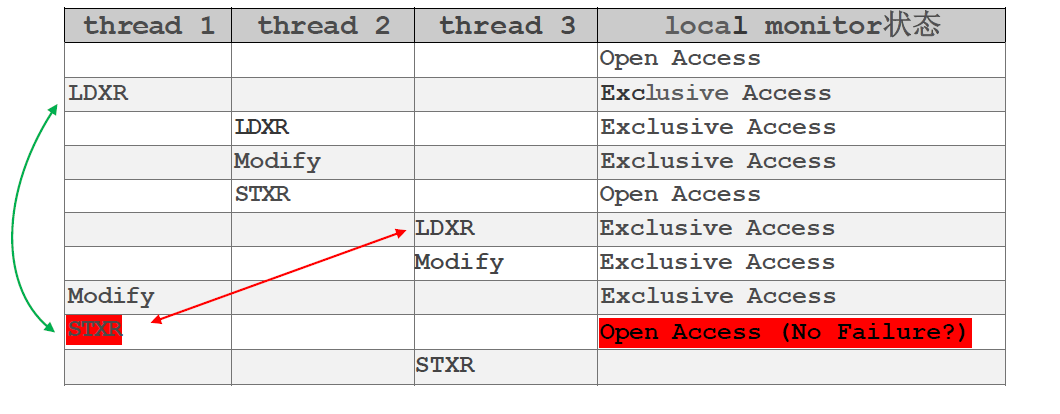 thread 1 thread 2 thread 3 local monitor状态
Open Access
LDXR Exclusive Access
LDXR Exclusive Access
Modify Exclusive Access
STXR Open Access
LDXR Exclusive Access
Modify Exclusive Access
Modify Exclusive Access
STXR Open Access (No Failure?)
STXR